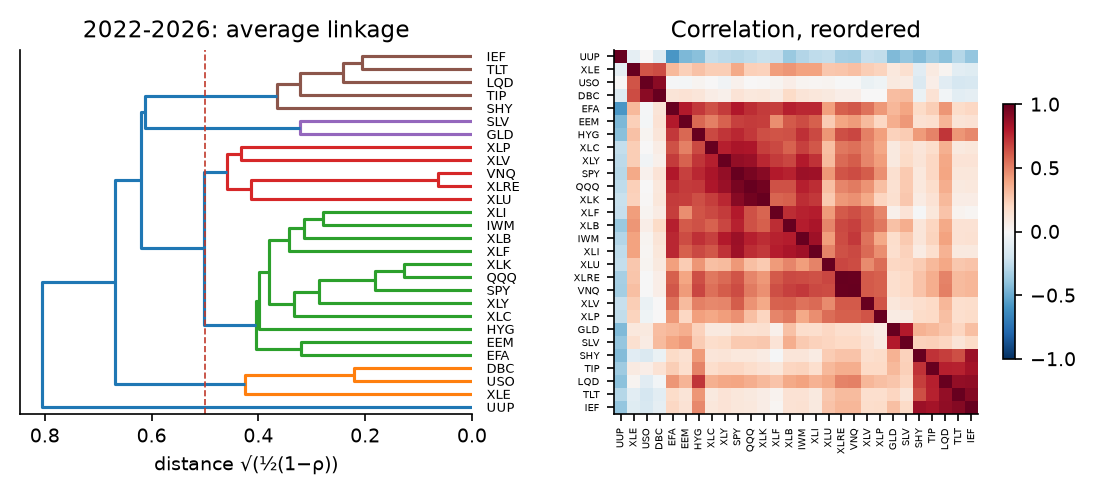 2022-2026: average linkage
IEF
TLT
LQD
TIP
SHY
SLV
GLD
XLP
XLV
VNQ
XLRE
XLU
XLI
IWM
XLB
XLF
XLK
QQQ
SPY
XLY
XLC
HYG
EEM
EFA
DBC
USO
XLE
UUP
0.8 0.6 0.4 0.2 0.0
distance √(½(1−ρ))
Correlation, reordered
UUP
XLE
USO
DBC
EFA
EEM
HYG
XLC
XLY
SPY
QQQ
XLK
XLF
XLB
IWM
XLI
XLU
XLRE
VNQ
XLV
XLP
GLD
SLV
SHY
TIP
LQD
TLT
IEF
UUP XLE USO DBC EFA EEM HYG XLC XLY SPY QQQ XLK XLF XLB IWM XLI XLU XLRE VNQ XLV XLP GLD SLV SHY TIP LQD TLT IEF
1.0
0.5
0.0
−0.5
−1.0